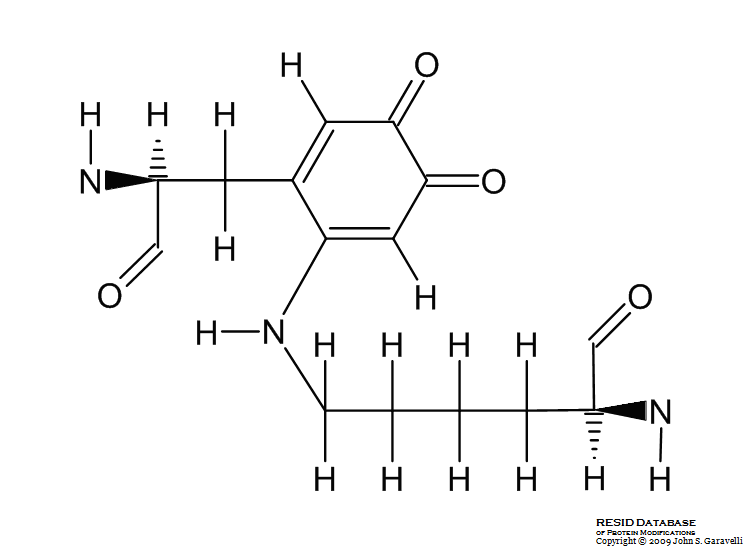 H O
H H H
N O
H
O H O
H N H H H H
N
H H H H H H
RESID DATABASE
OF PROTEIN MODIFICATIONS
Copyright © 2009 John S. Garavelli